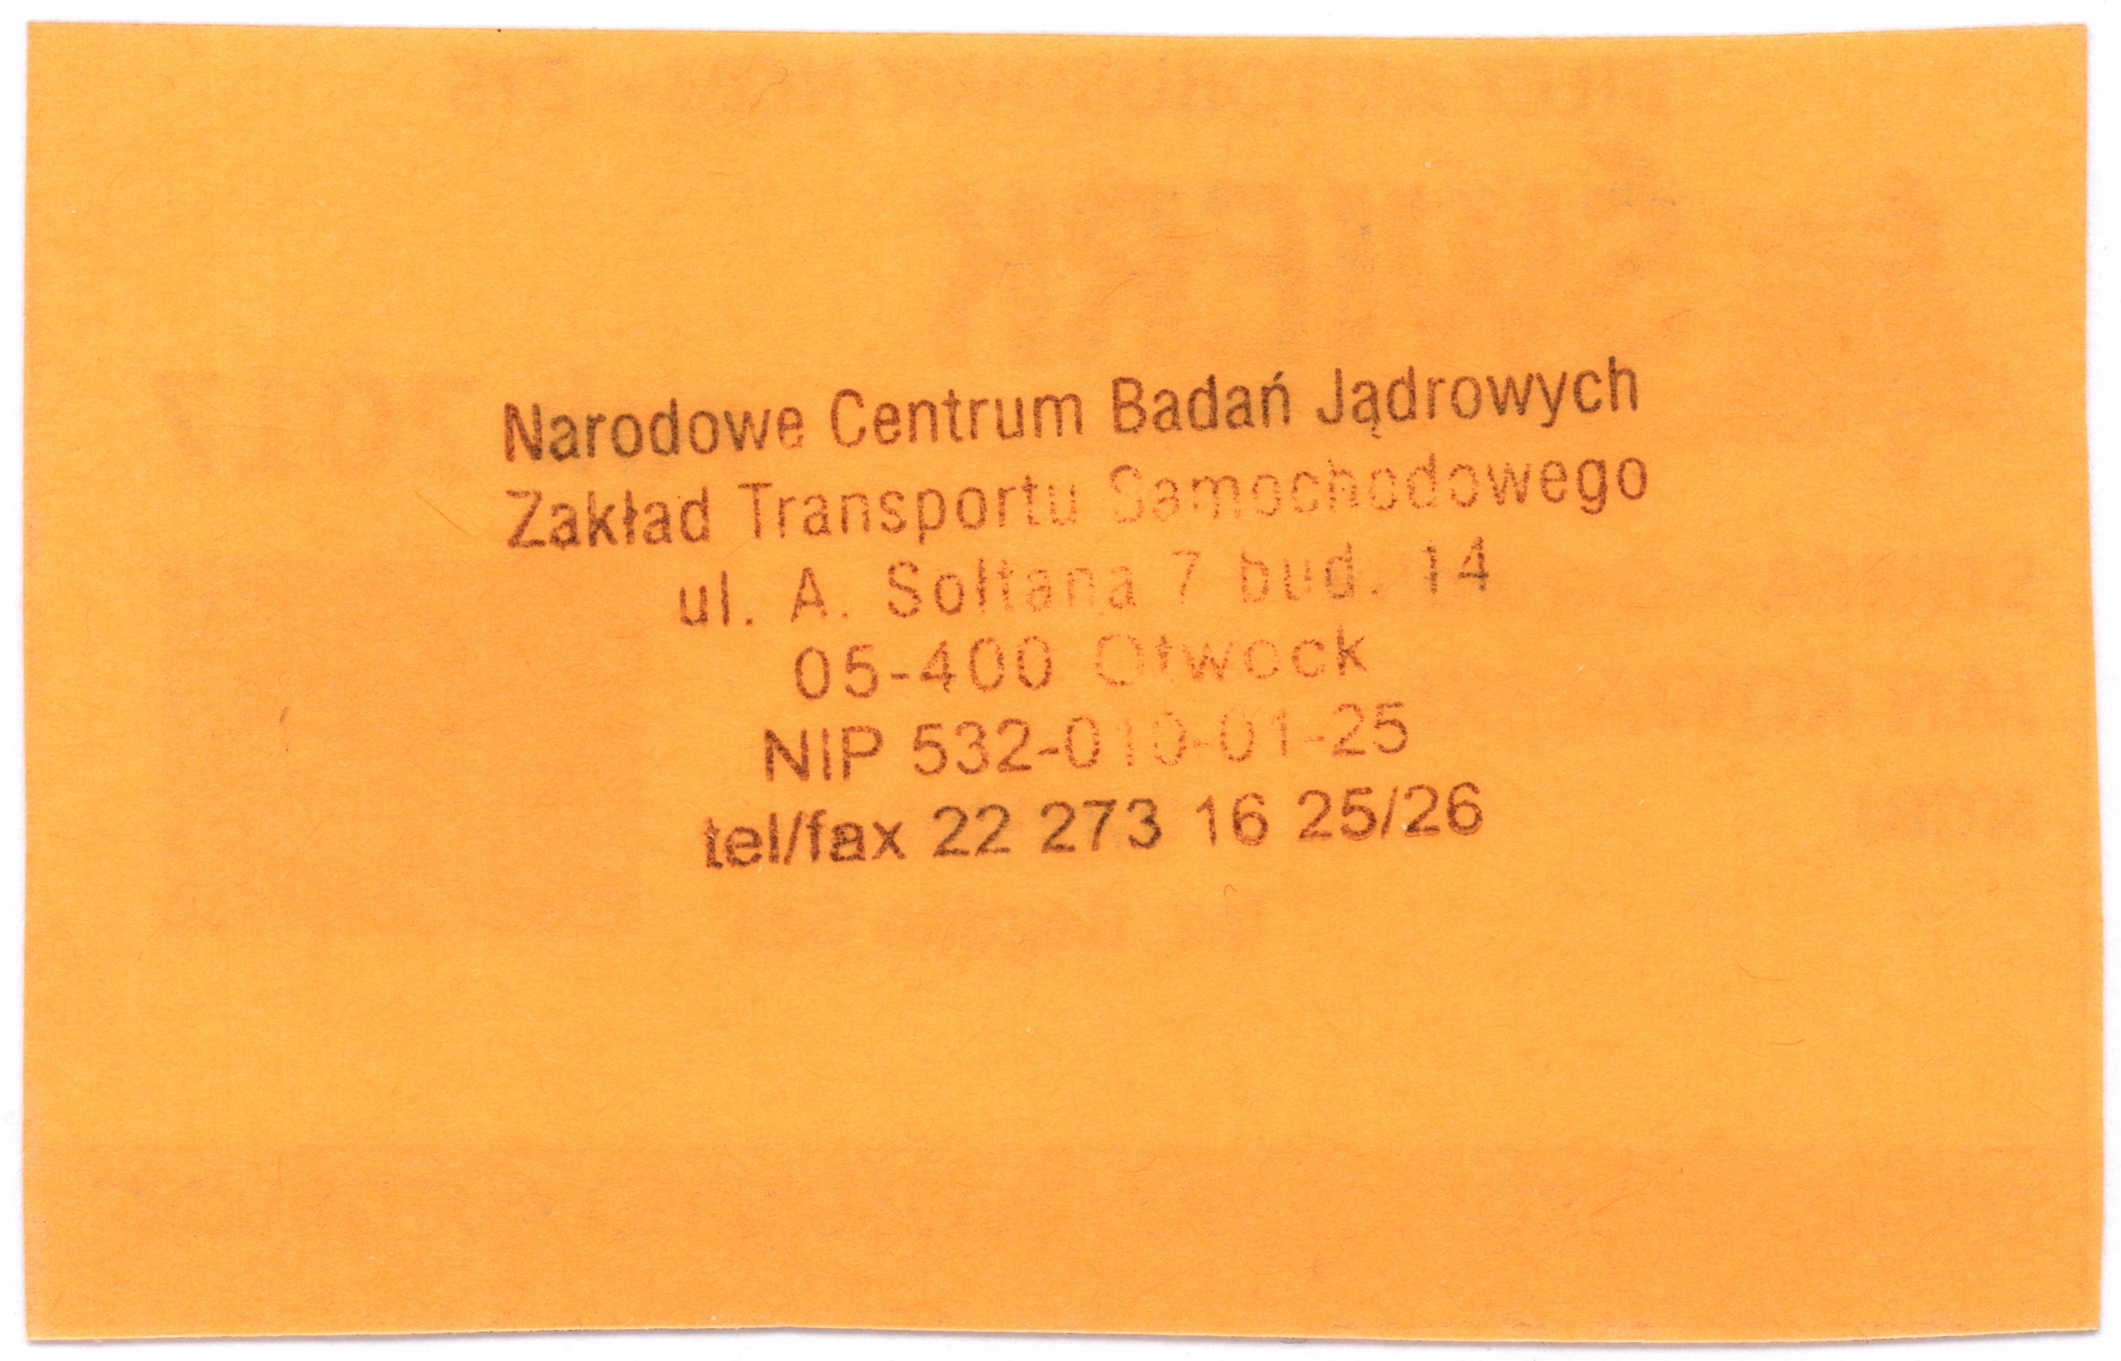 Narodowe Centrum Badań Jądrowych
Zakład Transportu Samochodowego
ul. A. Sołtana 7 bud. 14
05-400 Otwock
NIP 532-010-01-25
tel/fax 22 273 16 25/26